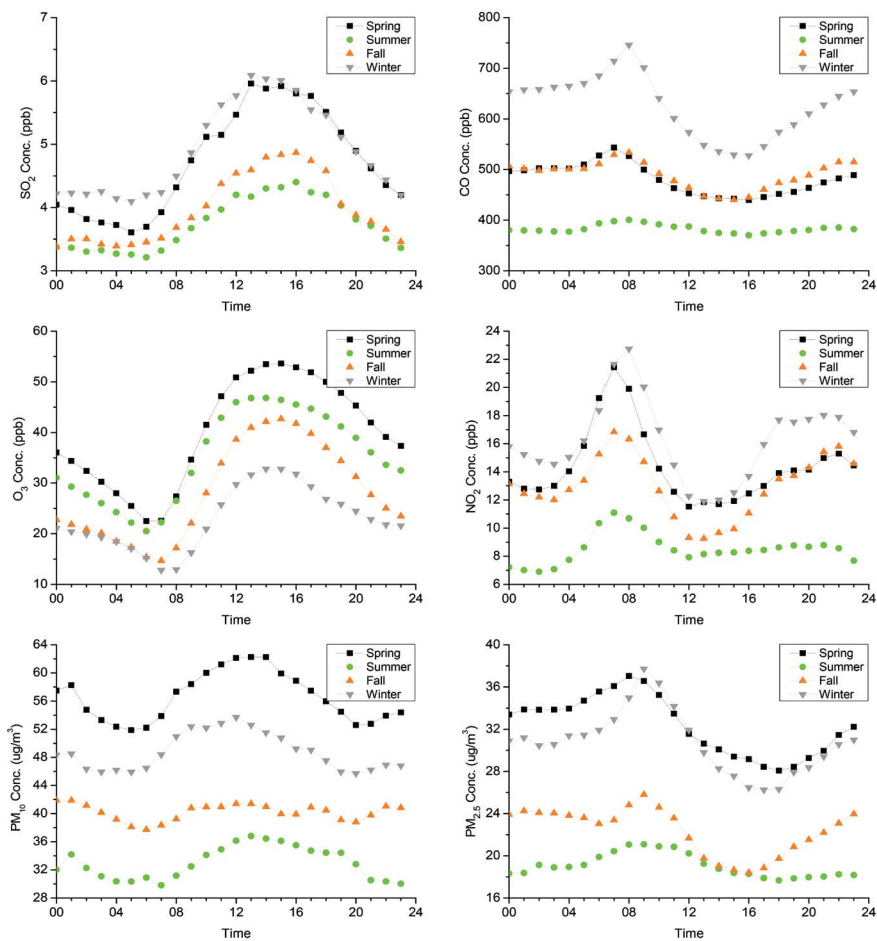 7
6
5
4
3
SO2 Conc. (ppb)
00 04 08 12 16 20 24
Time
Spring
Summer
Fall
Winter
800
700
600
500
400
300
CO Conc. (ppb)
00 04 08 12 16 20 24
Time
Spring
Summer
Fall
Winter
60
50
40
30
20
10
O3 Conc. (ppb)
00 04 08 12 16 20 24
Time
Spring
Summer
Fall
Winter
24
22
20
18
16
14
12
10
8
6
NO2 Conc. (ppb)
00 04 08 12 16 20 24
Time
Spring
Summer
Fall
Winter
64
60
56
52
48
44
40
36
32
28
PM10 Conc. (ug/m3)
00 04 08 12 16 20 24
Time
Spring
Summer
Fall
Winter
40
36
32
28
24
20
16
PM2.5 Conc. (ug/m3)
00 04 08 12 16 20 24
Time
Spring
Summer
Fall
Winter